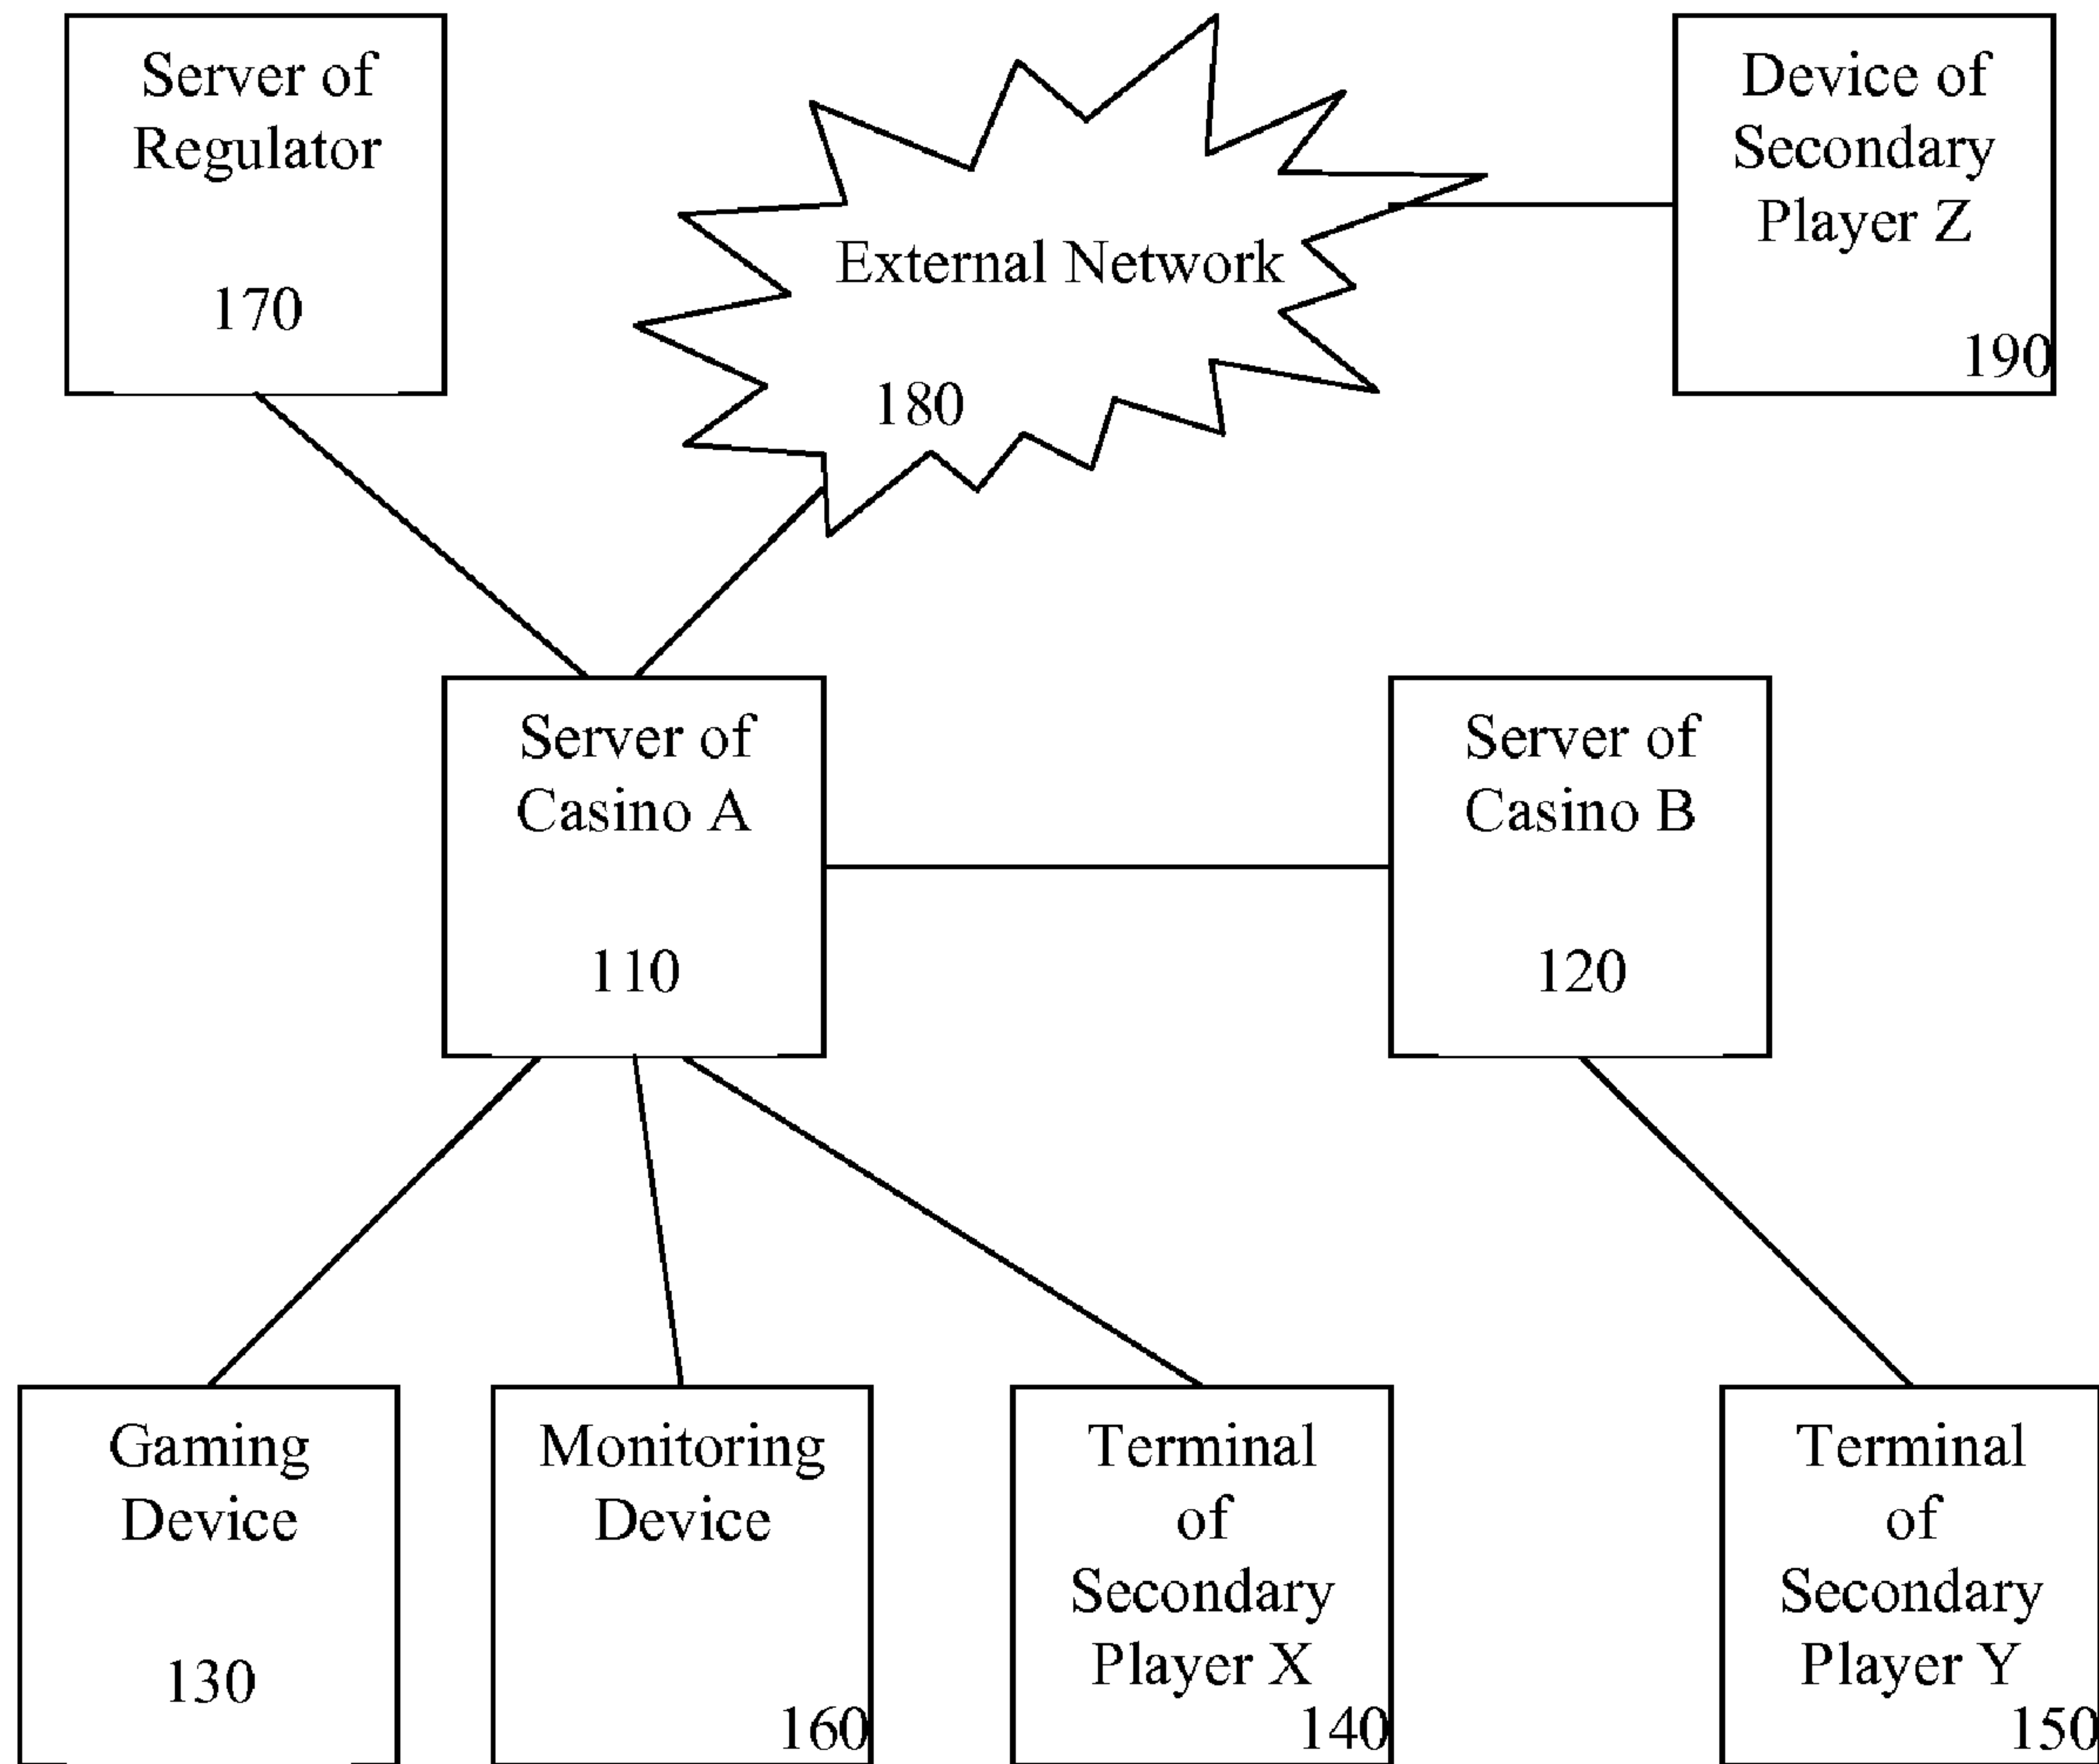 Server of
Regulator
170
External Network
180
Device of
Secondary
Player Z
190
Server of
Casino A
110
Server of
Casino B
120
Gaming
Device
130
Monitoring
Device
160
Terminal
of
Secondary
Player X
140
Terminal
of
Secondary
Player Y
150